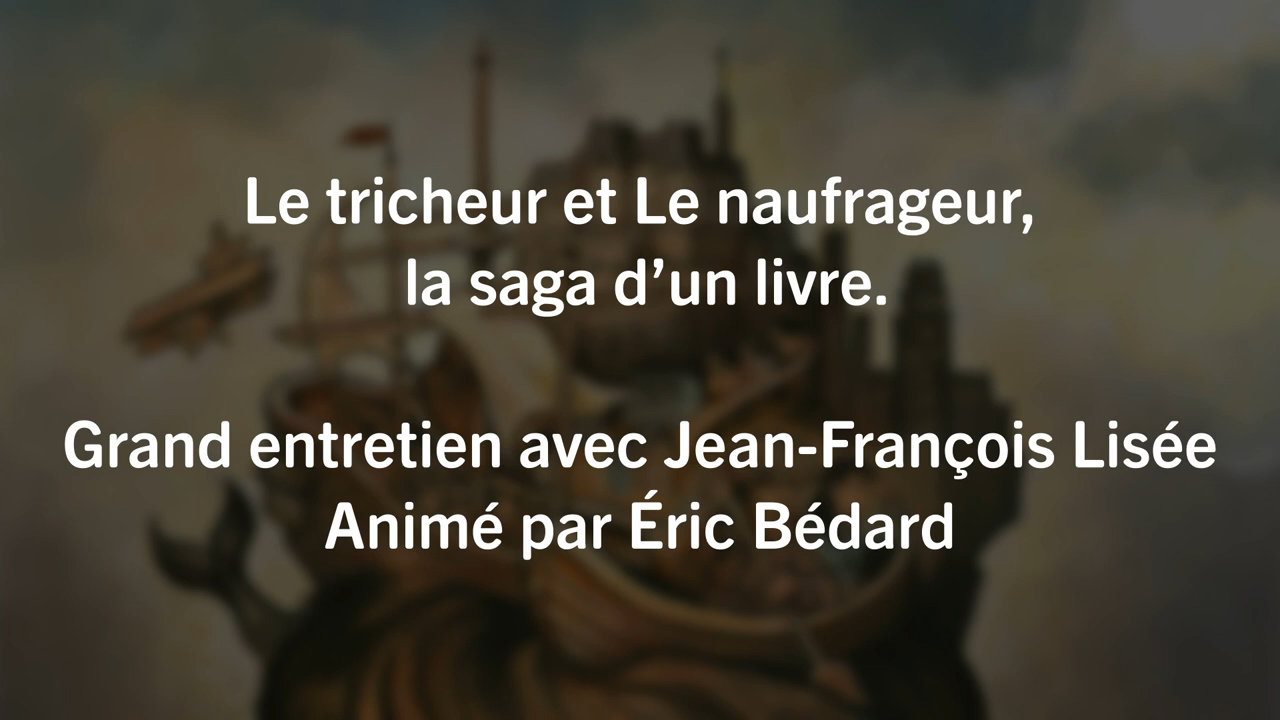 Le tricheur et Le naufrageur,
la saga d’un livre.
Grand entretien avec Jean-François Lisée
Animé par Éric Bédard